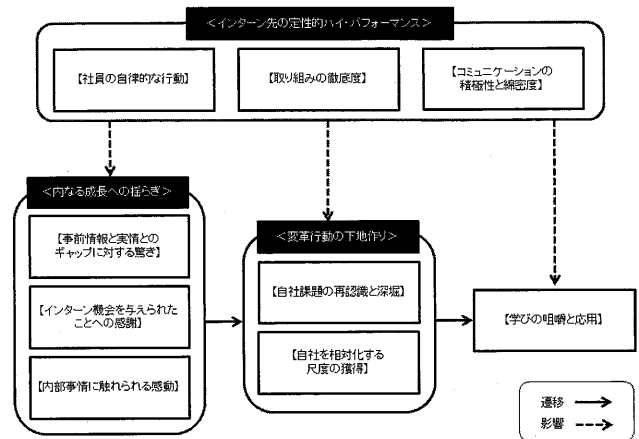 ＜インターン先の定性的ハイ・パフォーマンス＞
【社員の自律的な行動】
【取り組みの徹底度】
【コミュニケーションの
積極性と綿密度】
＜内なる成長への揺らぎ＞
【事前情報と実情との
ギャップに対する驚き】
【インターン機会を与えられた
ことへの感謝】
【内部事情に触れられる感動】
＜変革行動の下地作り＞
【自社課題の再認識と深堀】
【自社を相対化する
尺度の獲得】
【学びの咀嚼と応用】
遷移
影響